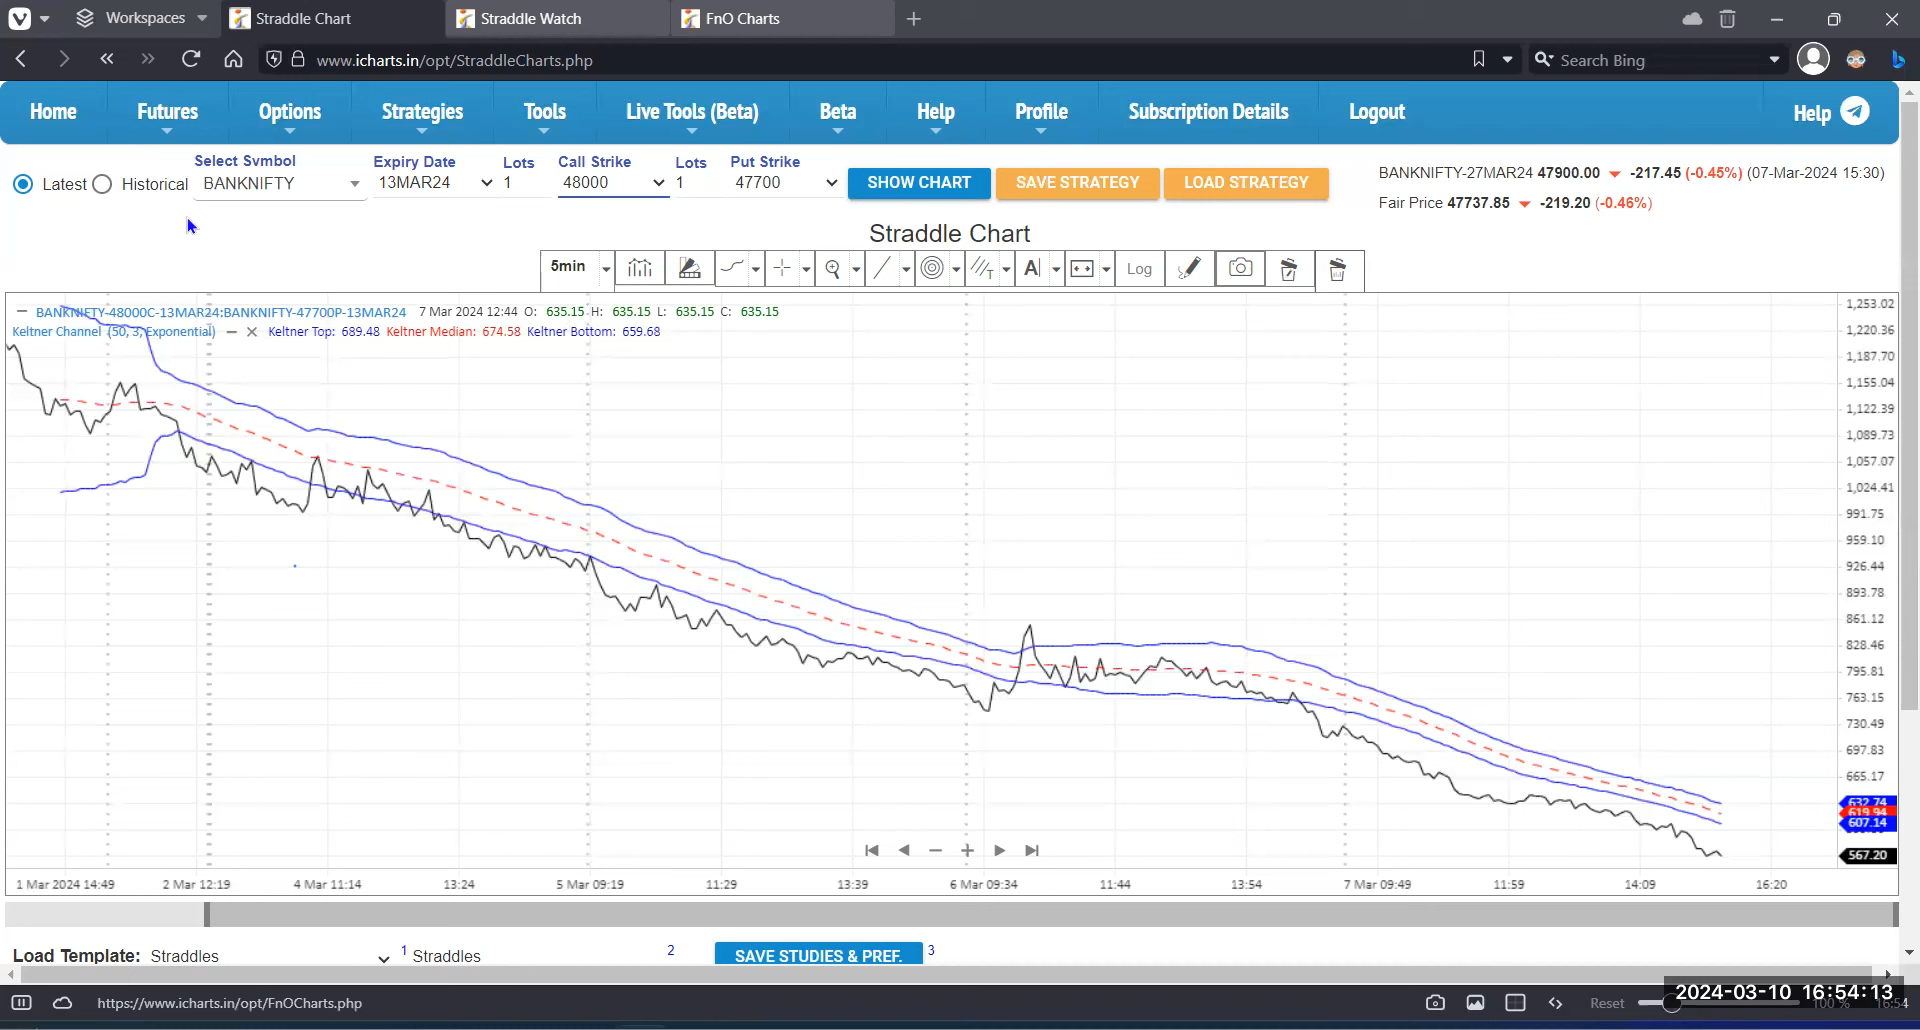 Workspaces
Straddle Chart
Straddle Watch
FnO Charts
www.icharts.in/opt/StraddleCharts.php
Search Bing
Home
Futures
Options
Strategies
Tools
Live Tools (Beta)
Beta
Help
Profile
Subscription Details
Logout
Help
Latest
Historical
Select Symbol
BANKNIFTY
Expiry Date
13MAR24
Lots
1
Call Strike
48000
Lots
1
Put Strike
47700
SHOW CHART
SAVE STRATEGY
LOAD STRATEGY
BANKNIFTY-27MAR24 47900.00 ▼ -217.45 (-0.45%) (07-Mar-2024 15:30)
Fair Price 47737.85 ▼ -219.20 (-0.46%)
Straddle Chart
5min
T
A
Log
BANKNIFTY-48000C-13MAR24:BANKNIFTY-47700P-13MAR24 7 Mar 2024 12:44 O: 635.15 H: 635.15 L: 635.15 C: 635.15
Keltner Channel (50, 3, Exponential) Keltner Top: 689.48 Keltner Median: 674.58 Keltner Bottom: 659.68
1,253.02
1,220.36
1,187.70
1,155.04
1,122.39
1,089.73
1,057.07
1,024.41
991.75
959.10
926.44
893.78
861.12
828.46
795.81
763.15
730.49
697.83
665.17
632.74
619.94
607.14
567.20
1 Mar 2024 14:49
2 Mar 12:19
4 Mar 11:14
13:24
5 Mar 09:19
11:29
13:39
6 Mar 09:34
11:44
13:54
7 Mar 09:49
11:59
14:09
16:20
Load Template: Straddles
1 Straddles
2
SAVE STUDIES & PREF.
3
https://www.icharts.in/opt/FnOCharts.php
Reset
2024-03-10 16:54:13
100 %
16:54